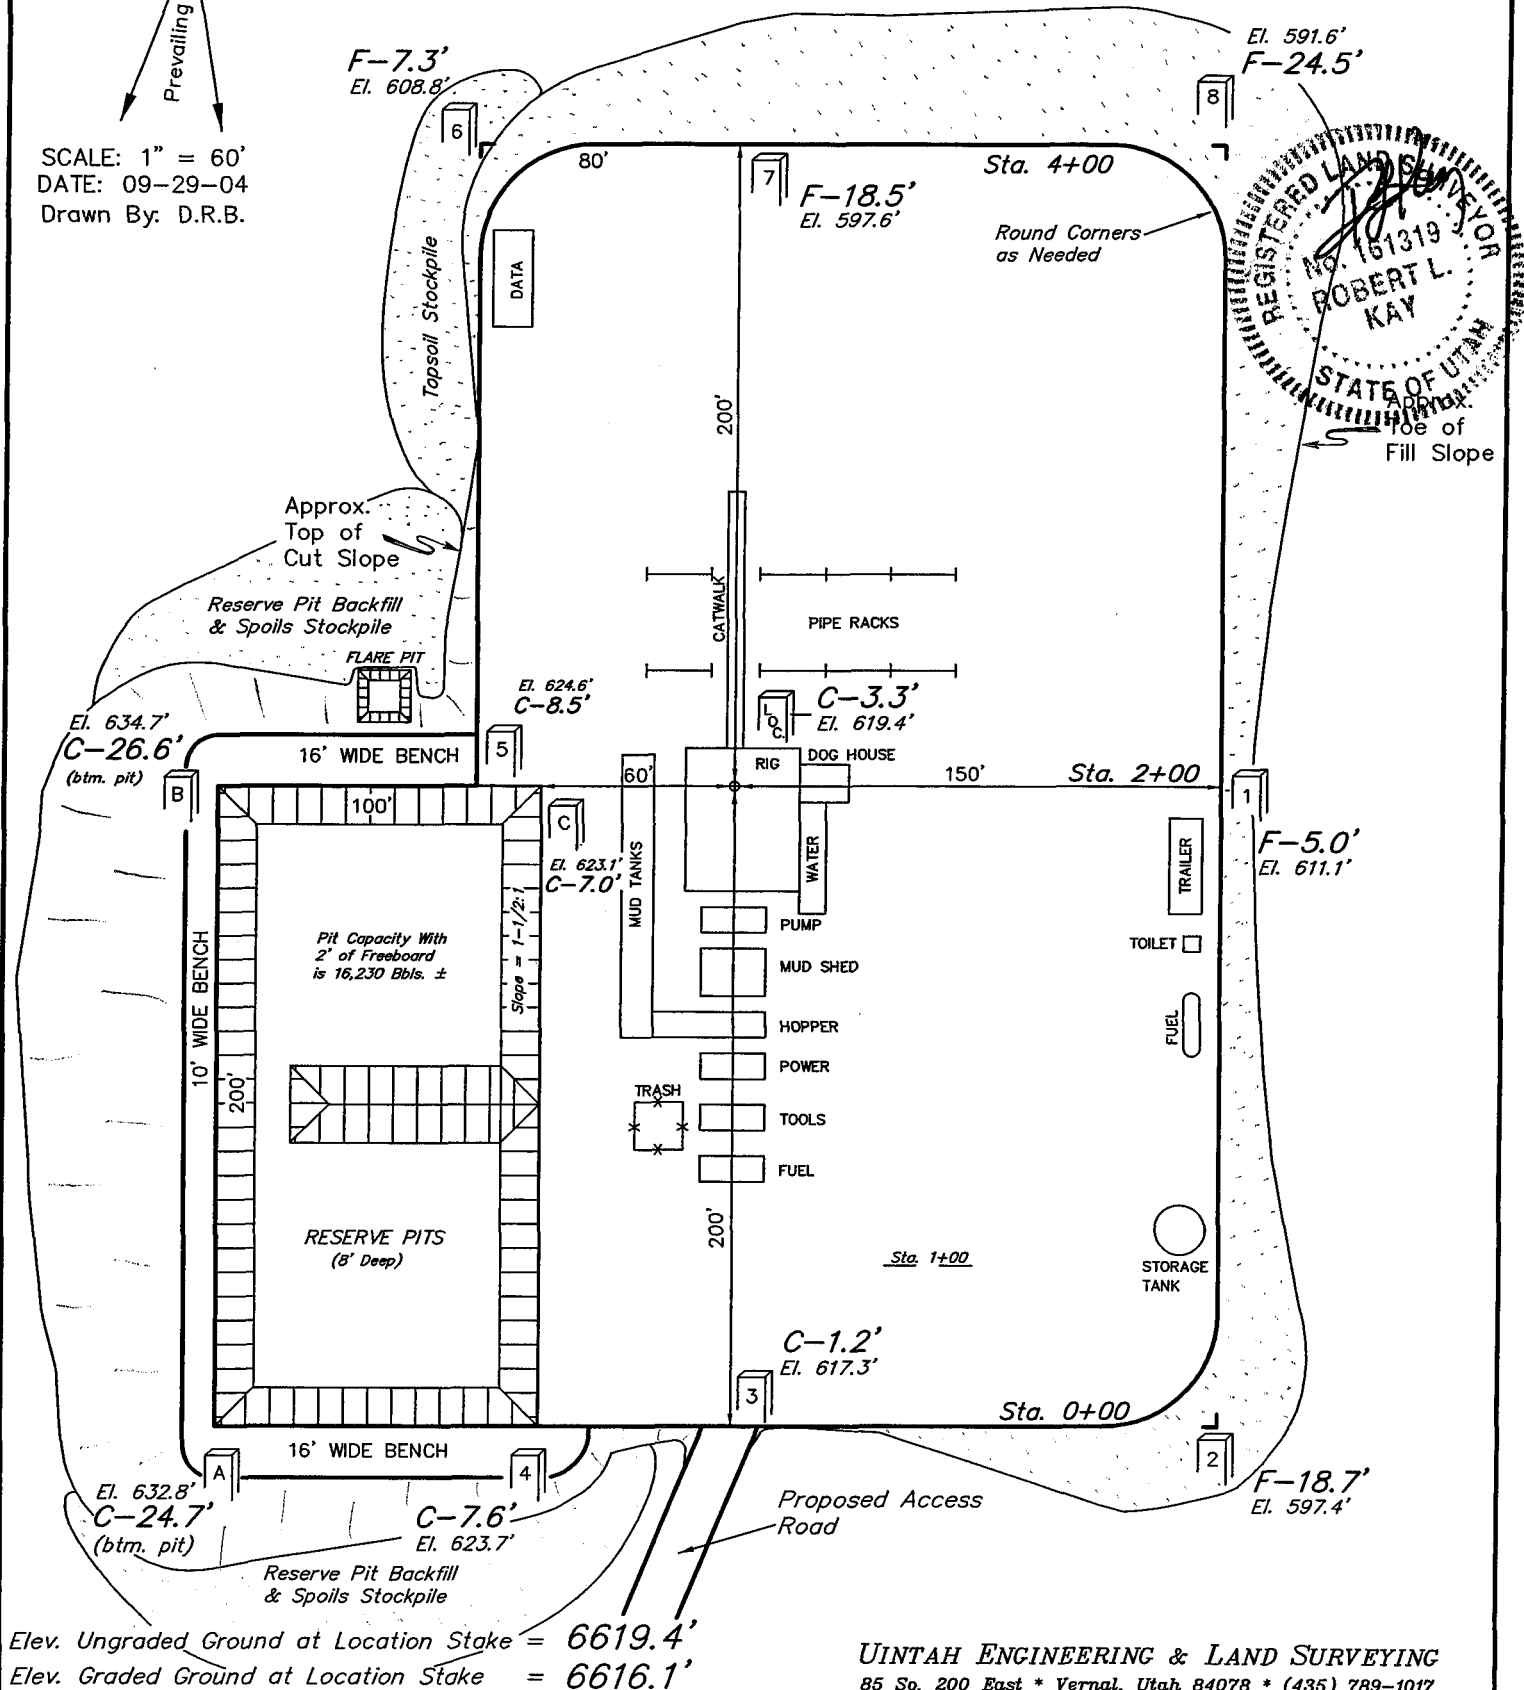 Prevailing
SCALE: 1" = 60'
DATE: 09-29-04
Drawn By: D.R.B.
F-7.3'
El. 608.8'
6
El. 591.6'
F-24.5'
8
80'
7
F-18.5'
El. 597.6'
Sta. 4+00
Round Corners
as Needed
REGISTERED LAND SURVEYOR
No. 161319
ROBERT L.
KAY
STATE OF UTAH
Approx.
Toe of
Fill Slope
Topsoil Stockpile
DATA
200'
Approx.
Top of
Cut Slope
Reserve Pit Backfill
& Spoils Stockpile
FLARE PIT
CATWALK
PIPE RACKS
El. 624.6'
C-8.5'
5
LOC.
C-3.3'
El. 619.4'
El. 634.7'
C-26.6'
(btm. pit)
B
16' WIDE BENCH
60'
RIG
DOG HOUSE
150'
Sta. 2+00
1
100'
C
El. 623.1'
C-7.0'
MUD TANKS
WATER
TRAILER
F-5.0'
El. 611.1'
Pit Capacity With
2' of Freeboard
is 16,230 Bbls. ±
Slope = 1-1/2:1
PUMP
MUD SHED
HOPPER
POWER
TOOLS
FUEL
TRASH
TOILET
FUEL
10' WIDE BENCH
200'
RESERVE PITS
(8' Deep)
200'
Sta. 1+00
STORAGE
TANK
C-1.2'
El. 617.3'
3
Sta. 0+00
16' WIDE BENCH
A
4
2
El. 632.8'
C-24.7'
(btm. pit)
C-7.6'
El. 623.7'
F-18.7'
El. 597.4'
Proposed Access
Road
Reserve Pit Backfill
& Spoils Stockpile
Elev. Ungraded Ground at Location Stake = 6619.4'
Elev. Graded Ground at Location Stake = 6616.1'
UINTAH ENGINEERING & LAND SURVEYING
85 So. 200 East * Vernal, Utah 84078 * (435) 789-1017